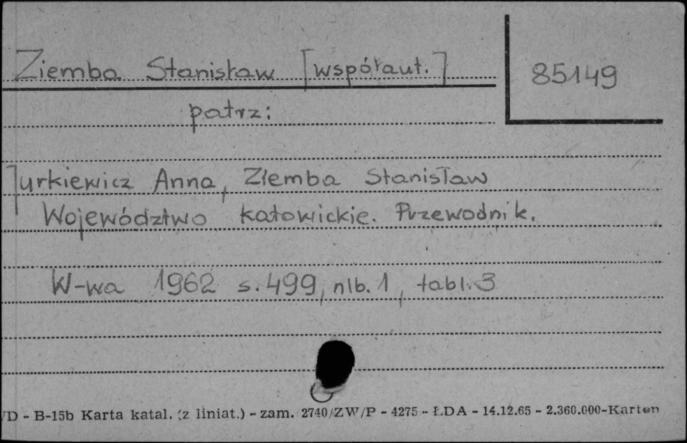 Ziemba Stanisław [współaut.]
85149
patrz:
Jurkiewicz Anna, Ziemba Stanisław
Województwo katowickie. Przewodnik.
W-wa 1962 s. 499, nlb. 1, tabl. 3
/D - B-15b Karta katal. (z liniat.) - zam. 2740/ZW/P - 4275 - ŁDA - 14.12.65 - 2.360.000-Karten